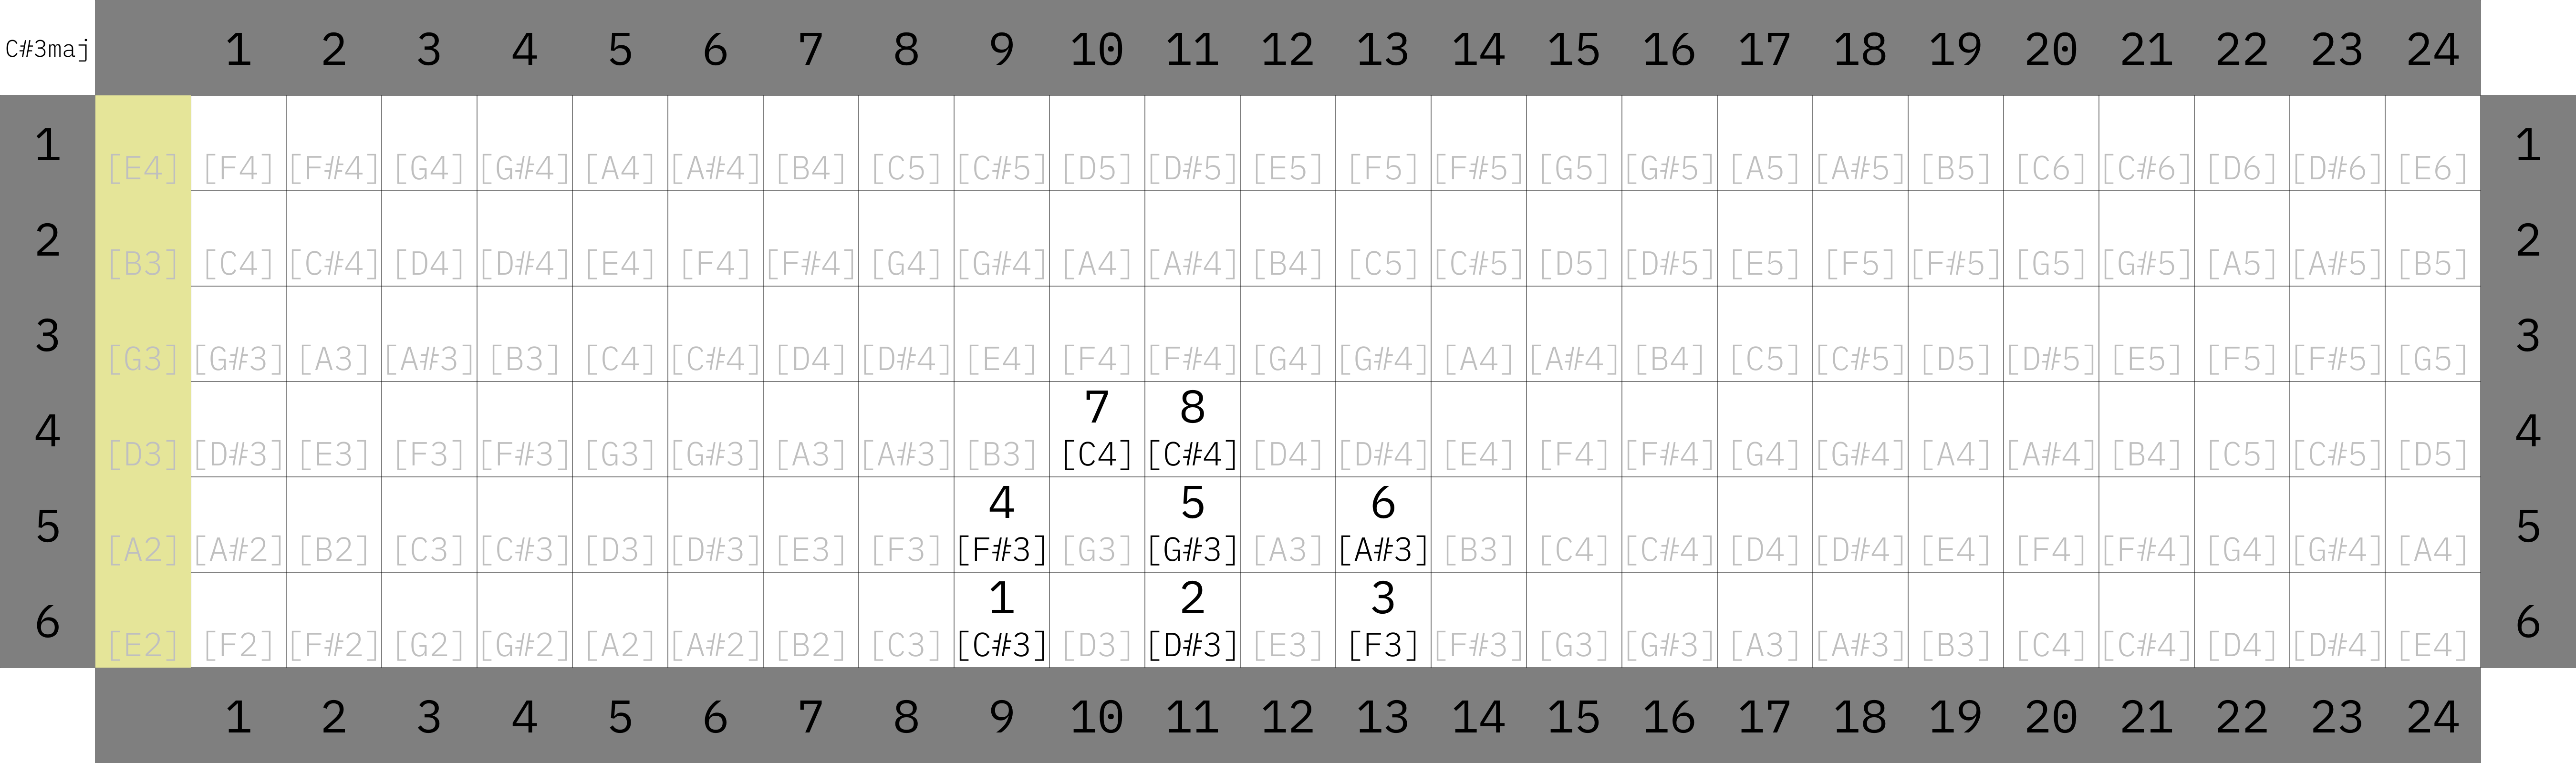 C#3maj 1 2 3 4 5 6 7 8 9 10 11 12 13 14 15 16 17 18 19 20 21 22 23 24
1 [E4] [F4] [F#4] [G4] [G#4] [A4] [A#4] [B4] [C5] [C#5] [D5] [D#5] [E5] [F5] [F#5] [G5] [G#5] [A5] [A#5] [B5] [C6] [C#6] [D6] [D#6] [E6] 1
2 [B3] [C4] [C#4] [D4] [D#4] [E4] [F4] [F#4] [G4] [G#4] [A4] [A#4] [B4] [C5] [C#5] [D5] [D#5] [E5] [F5] [F#5] [G5] [G#5] [A5] [A#5] [B5] 2
3 [G3] [G#3] [A3] [A#3] [B3] [C4] [C#4] [D4] [D#4] [E4] [F4] [F#4] [G4] [G#4] [A4] [A#4] [B4] [C5] [C#5] [D5] [D#5] [E5] [F5] [F#5] [G5] 3
7 8
4 [D3] [D#3] [E3] [F3] [F#3] [G3] [G#3] [A3] [A#3] [B3] [C4] [C#4] [D4] [D#4] [E4] [F4] [F#4] [G4] [G#4] [A4] [A#4] [B4] [C5] [C#5] [D5] 4
4 5 6
5 [A2] [A#2] [B2] [C3] [C#3] [D3] [D#3] [E3] [F3] [F#3] [G3] [G#3] [A3] [A#3] [B3] [C4] [C#4] [D4] [D#4] [E4] [F4] [F#4] [G4] [G#4] [A4] 5
1 2 3
6 [E2] [F2] [F#2] [G2] [G#2] [A2] [A#2] [B2] [C3] [C#3] [D3] [D#3] [E3] [F3] [F#3] [G3] [G#3] [A3] [A#3] [B3] [C4] [C#4] [D4] [D#4] [E4] 6
1 2 3 4 5 6 7 8 9 10 11 12 13 14 15 16 17 18 19 20 21 22 23 24